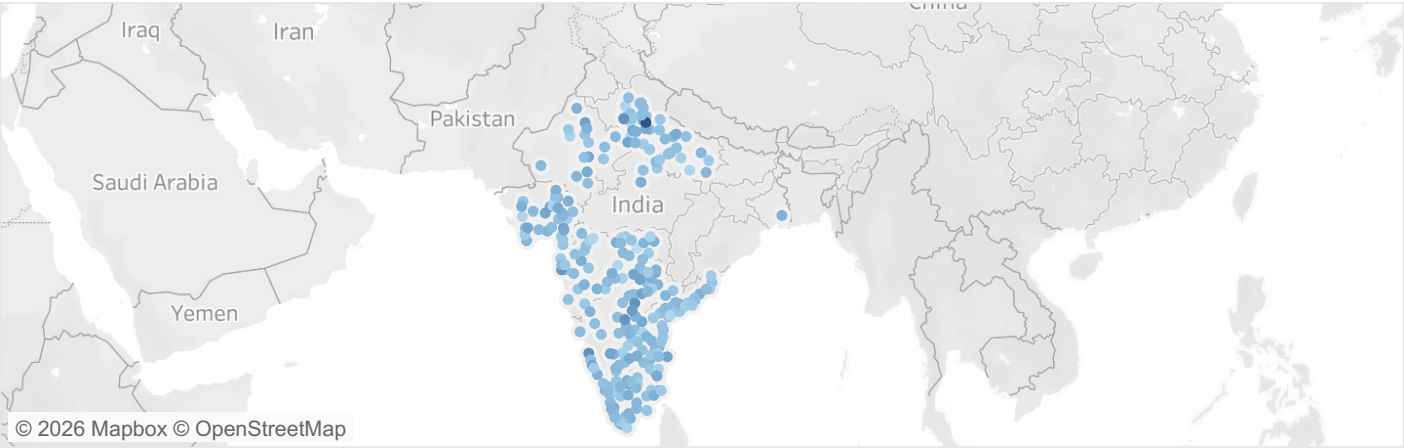 China
Iraq
Iran
Pakistan
Saudi Arabia
India
Yemen
© 2026 Mapbox © OpenStreetMap